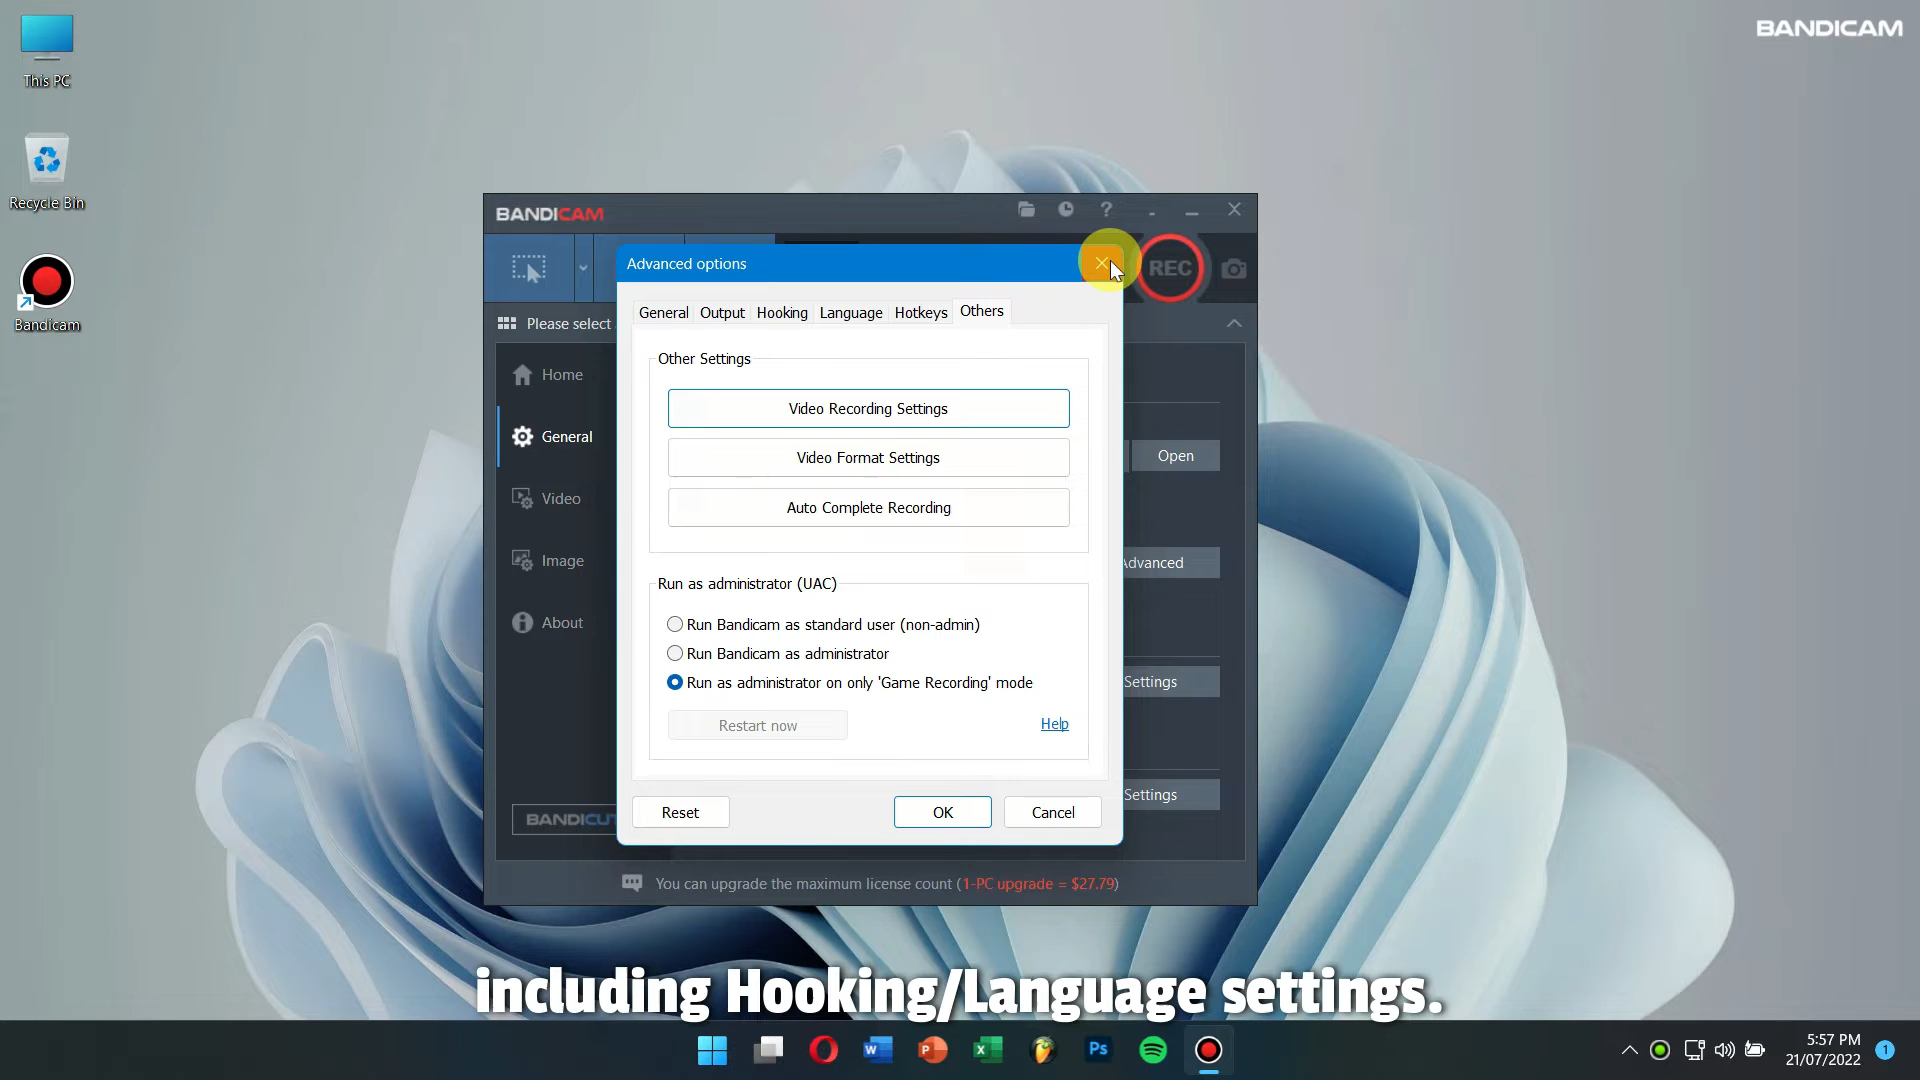 BANDICAM
This PC
Recycle Bin
Bandicam
BANDICAM
?
REC
Please select
Home
General
Video
Image
About
BANDICUT
Open
Advanced
Settings
Settings
Advanced options
General Output Hooking Language Hotkeys Others
Other Settings
Video Recording Settings
Video Format Settings
Auto Complete Recording
Run as administrator (UAC)
Run Bandicam as standard user (non-admin)
Run Bandicam as administrator
Run as administrator on only 'Game Recording' mode
Restart now
Help
Reset
OK
Cancel
You can upgrade the maximum license count (1-PC upgrade = $27.79)
including Hooking/Language settings.
W
P
X
Ps
5:57 PM
21/07/2022
1